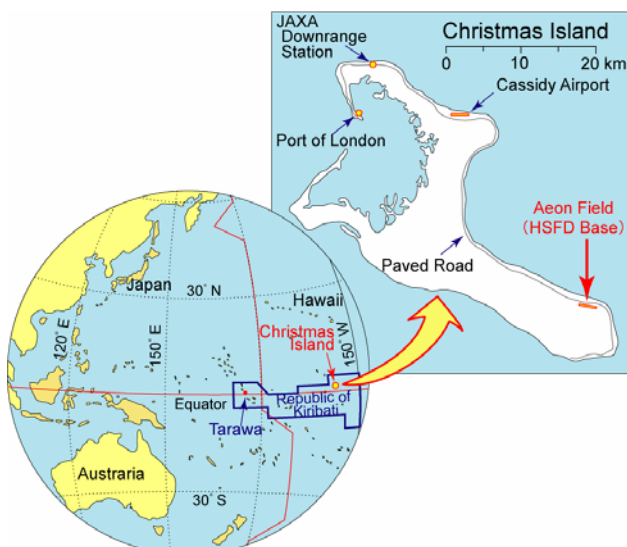 JAXA
Downrange
Station
Christmas Island
0 10 20 km
Cassidy Airport
Port of London
Aeon Field
(HSFD Base)
Paved Road
Japan
30° N
Hawaii
120° E
150° E
150° W
Christmas
Island
Equator
Republic of
Kiribati
Tarawa
Australia
30° S